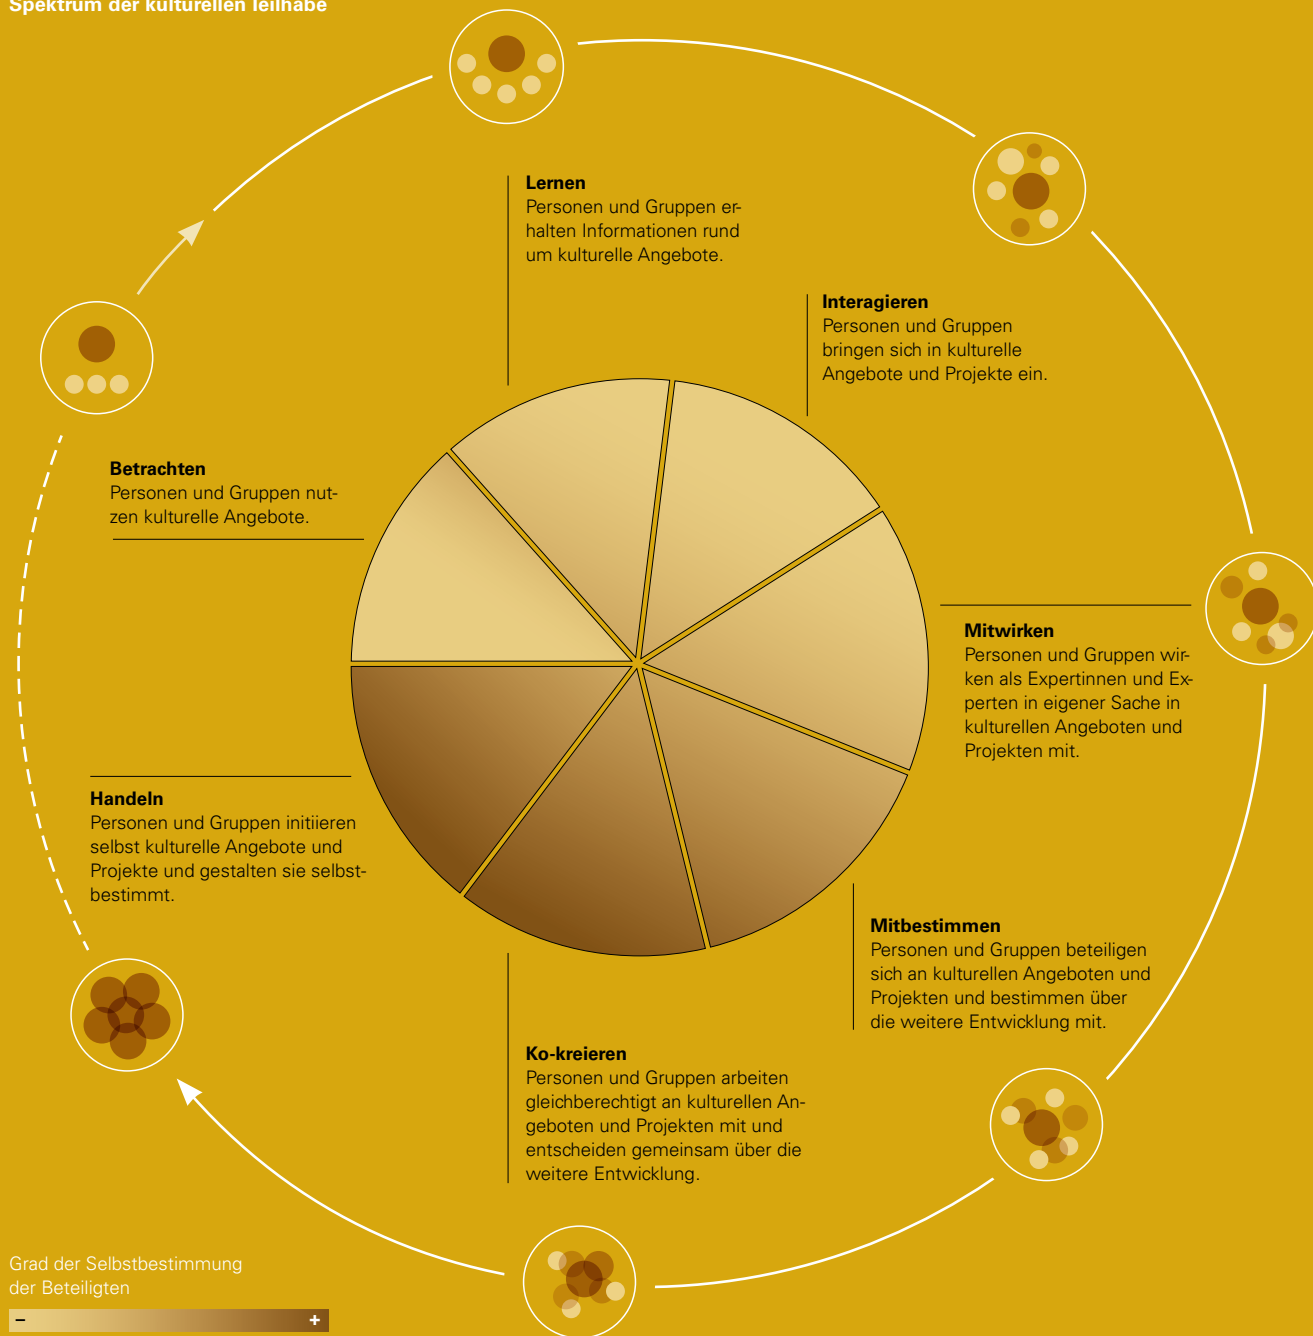 Spektrum der kulturellen Teilhabe
Lernen
Personen und Gruppen er-
halten Informationen rund
um kulturelle Angebote.
Interagieren
Personen und Gruppen
bringen sich in kulturelle
Angebote und Projekte ein.
Betrachten
Personen und Gruppen nut-
zen kulturelle Angebote.
Mitwirken
Personen und Gruppen wir-
ken als Expertinnen und Ex-
perten in eigener Sache in
kulturellen Angeboten und
Projekten mit.
Handeln
Personen und Gruppen initiieren
selbst kulturelle Angebote und
Projekte und gestalten sie selbst-
bestimmt.
Mitbestimmen
Personen und Gruppen beteiligen
sich an kulturellen Angeboten und
Projekten und bestimmen über
die weitere Entwicklung mit.
Ko-kreieren
Personen und Gruppen arbeiten
gleichberechtigt an kulturellen An-
geboten und Projekten mit und
entscheiden gemeinsam über die
weitere Entwicklung.
Grad der Selbstbestimmung
der Beteiligten
– +